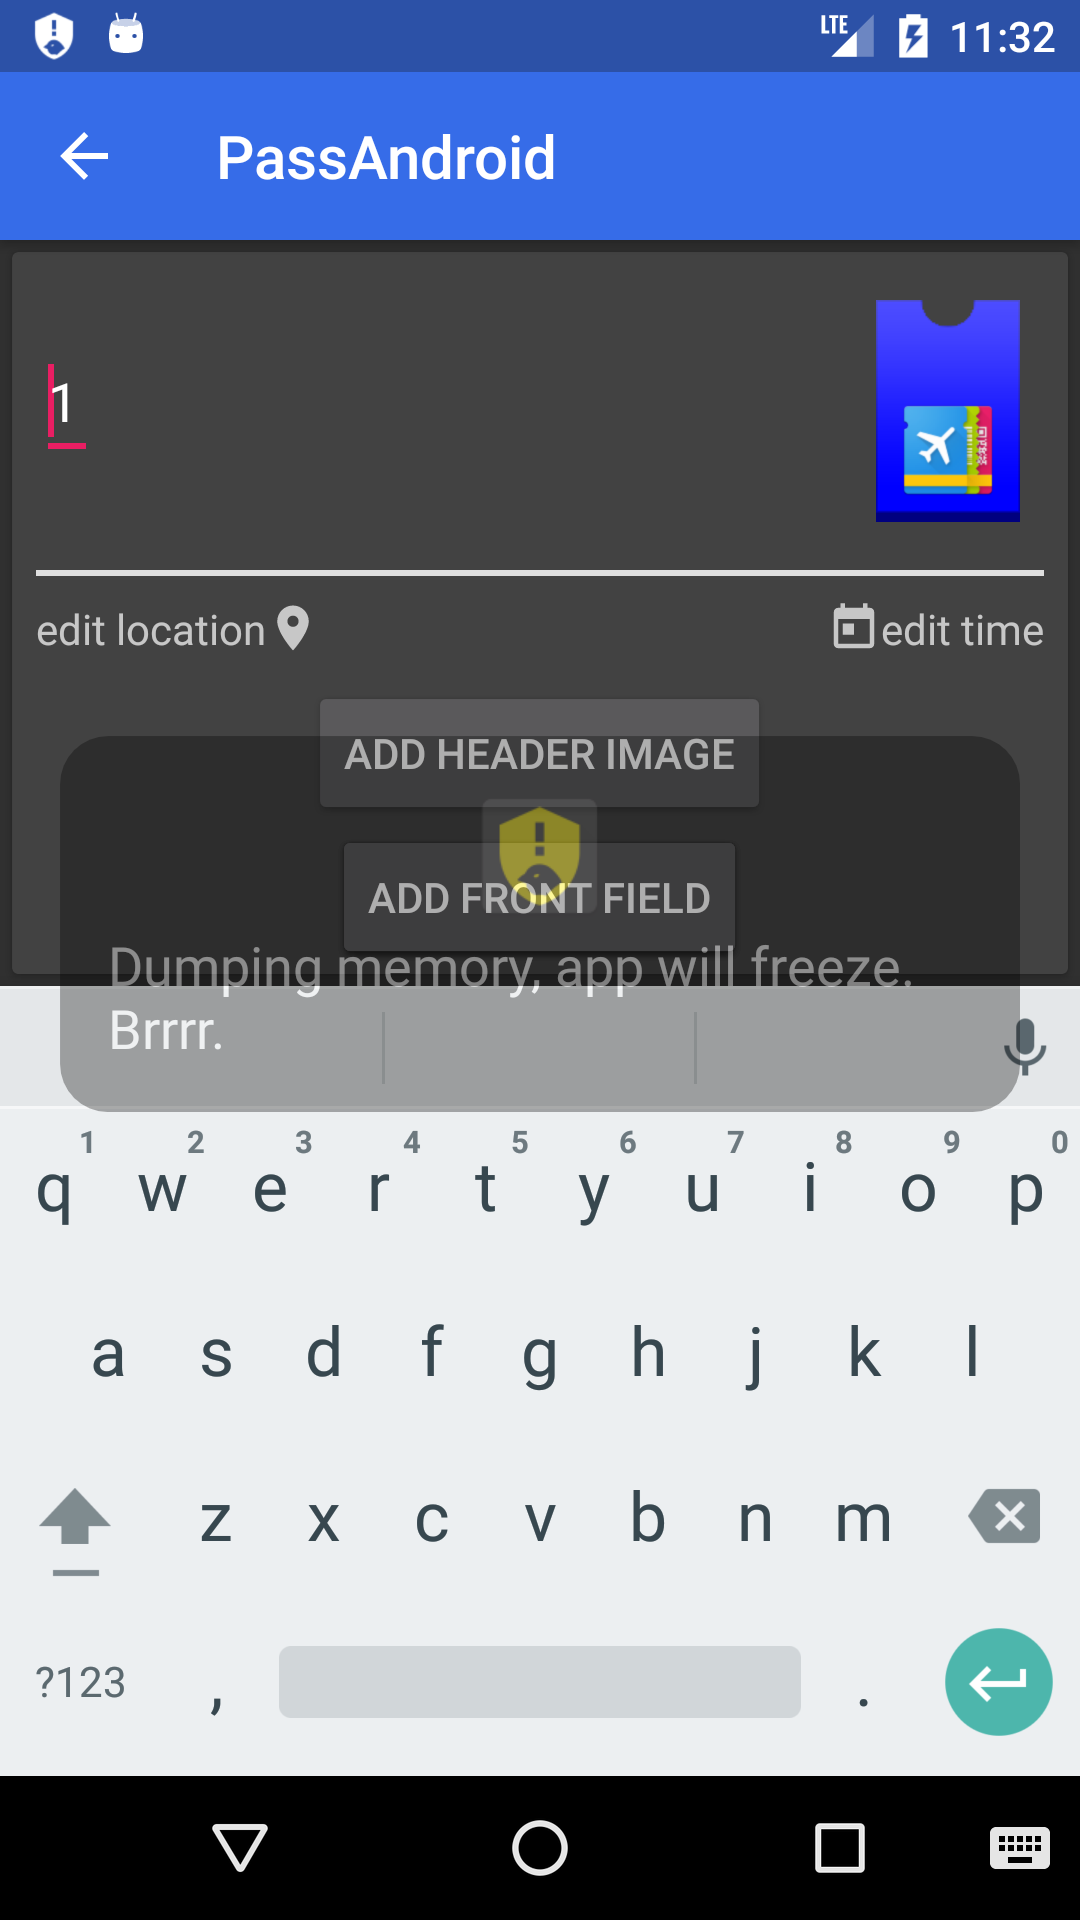 LTE 11:32
PassAndroid
1
edit location edit time
ADD HEADER IMAGE
ADD FRONT FIELD
Dumping memory, app will freeze.
Brrrr.
1 2 3 4 5 6 7 8 9 0
q w e r t y u i o p
a s d f g h j k l
z x c v b n m
?123 , .